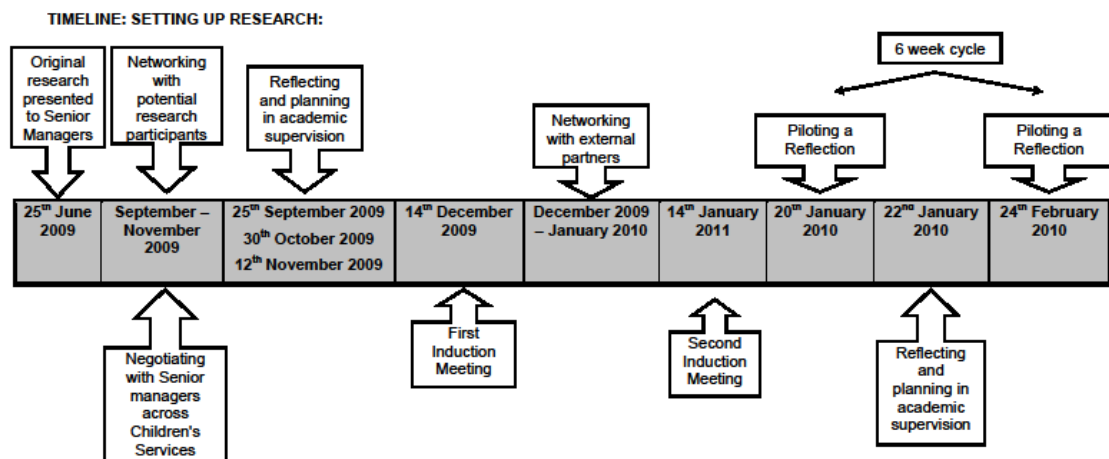 TIMELINE: SETTING UP RESEARCH:
6 week cycle
Original
research
presented
to Senior
Managers
Networking
with
potential
research
participants
Reflecting
and planning
in academic
supervision
Networking
with external
partners
Piloting a
Reflection
Piloting a
Reflection
25th June
2009
September –
November
2009
25th September 2009
30th October 2009
12th November 2009
14th December
2009
December 2009
– January 2010
14th January
2011
20th January
2010
22nd January
2010
24th February
2010
Negotiating
with Senior
managers
across
Children's
Services
First
Induction
Meeting
Second
Induction
Meeting
Reflecting
and
planning in
academic
supervision